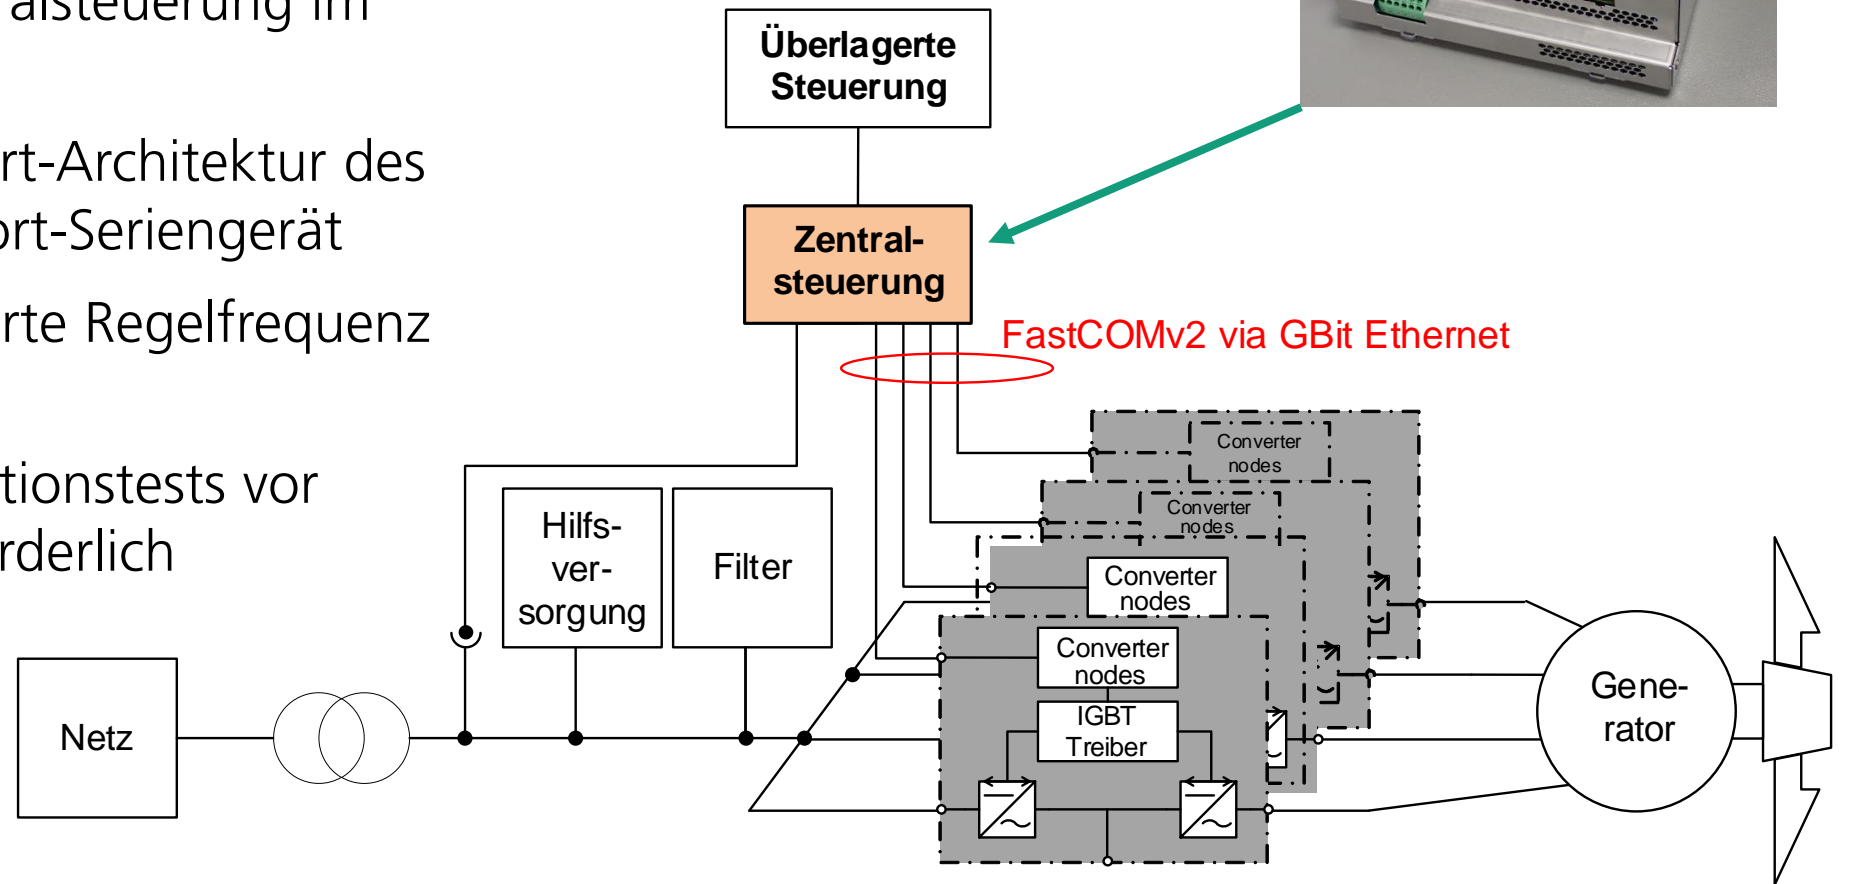 alsteuerung im
rt-Architektur des
ort-Seriengerät
rte Regelfrequenz
tionstests vor
rderlich
Überlagerte
Steuerung
Zentral-
steuerung
FastCOMv2 via GBit Ethernet
Converter
nodes
Converter
nodes
Converter
nodes
Converter
nodes
IGBT
Treiber
Hilfs-
ver-
sorgung
Filter
Netz
Gene-
rator